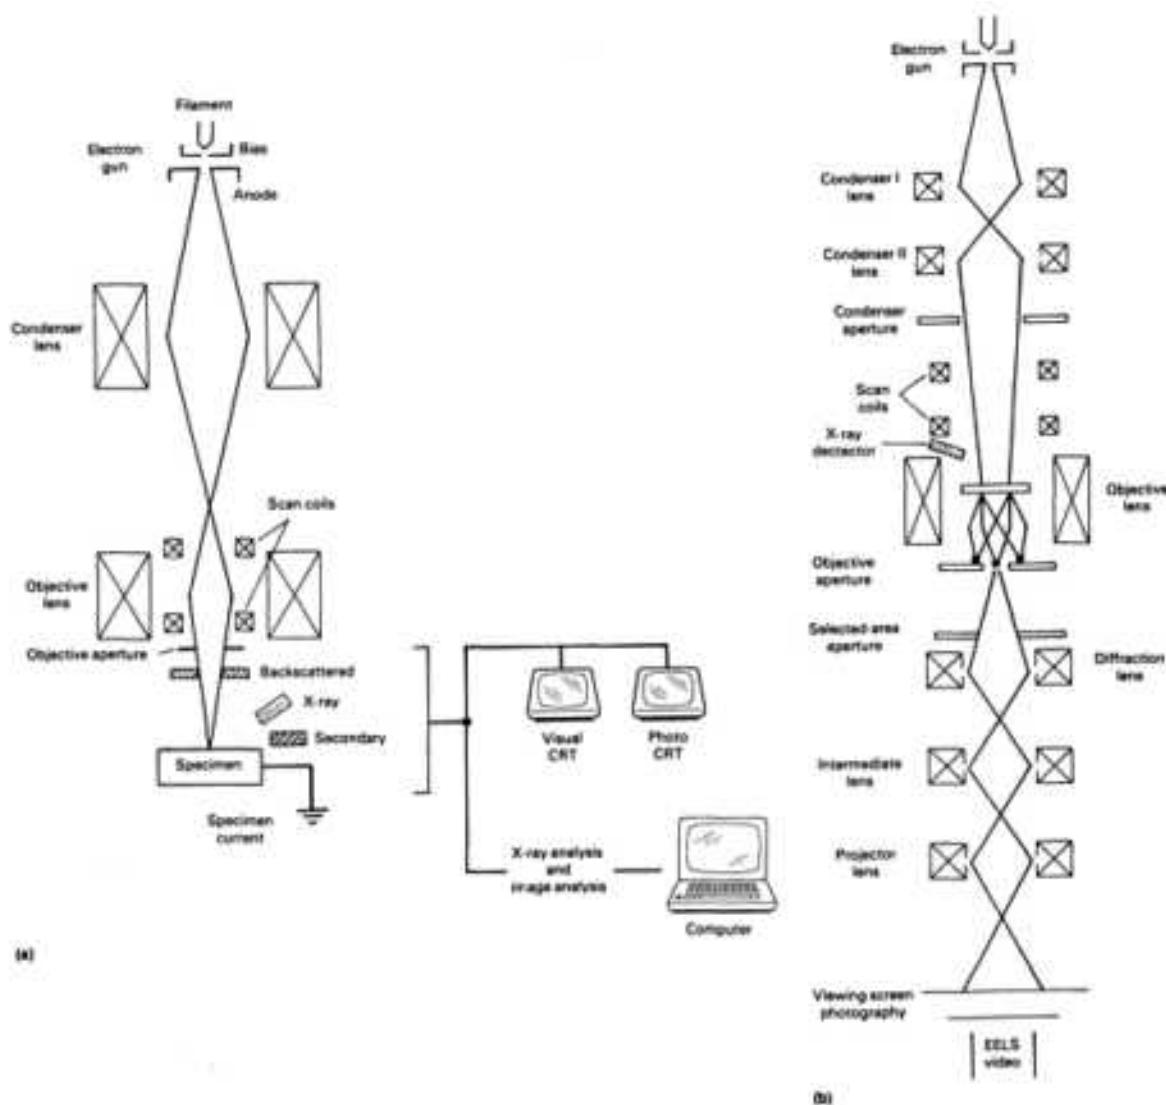 Filament
Electron
gun
Bias
Anode
Condenser
lens
Scan coils
Objective
lens
Objective aperture
Backscattered
X-ray
Secondary
Specimen
Specimen
current
Visual
CRT
Photo
CRT
X-ray analysis
and
image analysis
Computer
(a)
Electron
gun
Condenser I
lens
Condenser II
lens
Condenser
aperture
Scan
coils
X-ray
dectector
Objective
lens
Objective
aperture
Selected area
aperture
Diffraction
lens
Intermediate
lens
Projector
lens
Viewing screen
photography
EELS
video
(b)